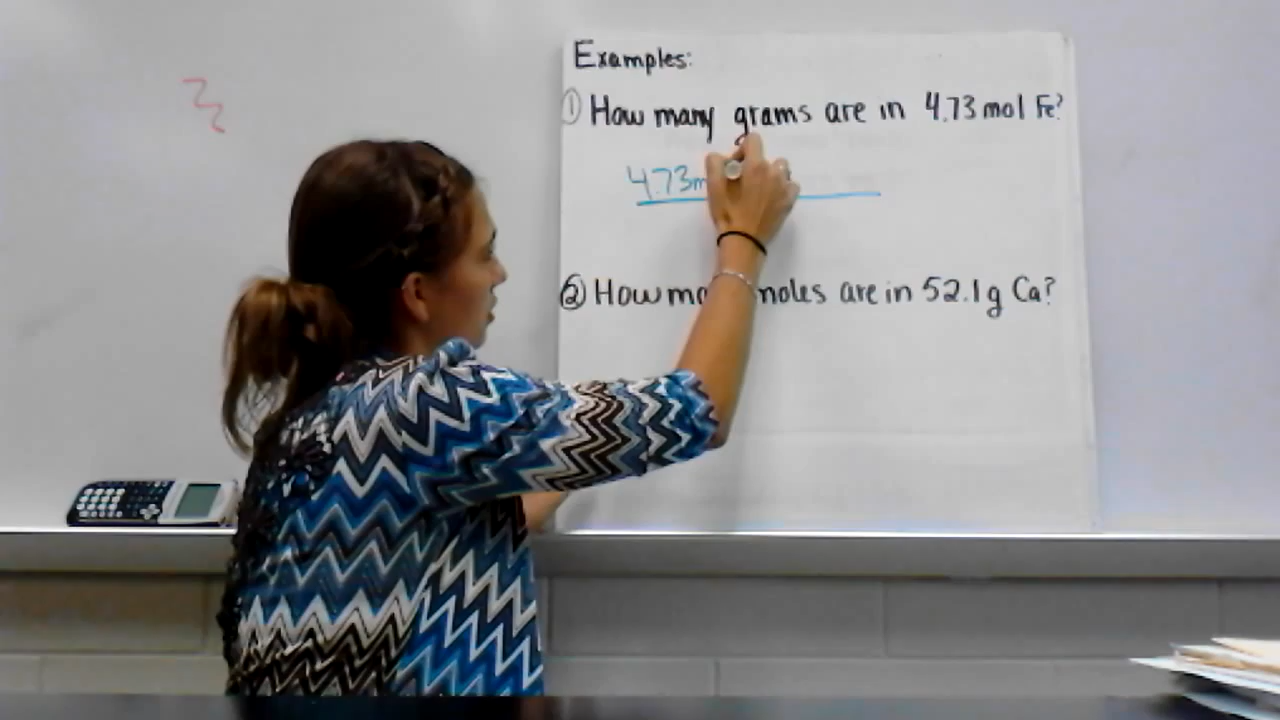 Examples:
① How many grams are in 4.73 mol Fe?
4.73m
② How moles are in 52.1g Ca?